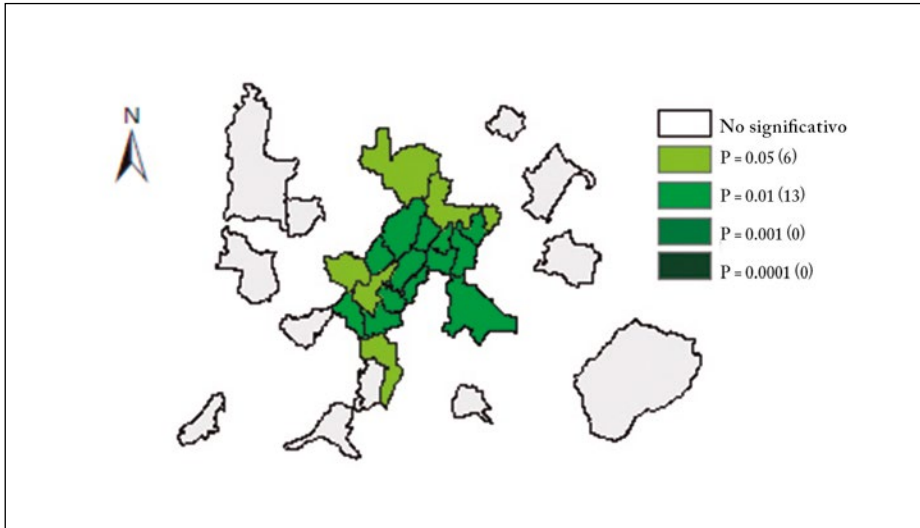 N
No significativo
P = 0.05 (6)
P = 0.01 (13)
P = 0.001 (0)
P = 0.0001 (0)